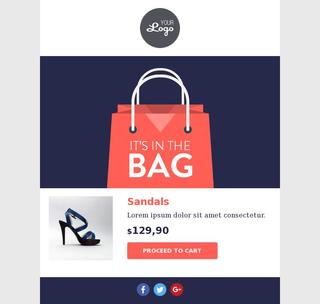 YOUR
Logo
IT'S IN THE
BAG
Sandals
Lorem ipsum dolor sit amet consectetur.
$129,90
PROCEED TO CART
f
G+